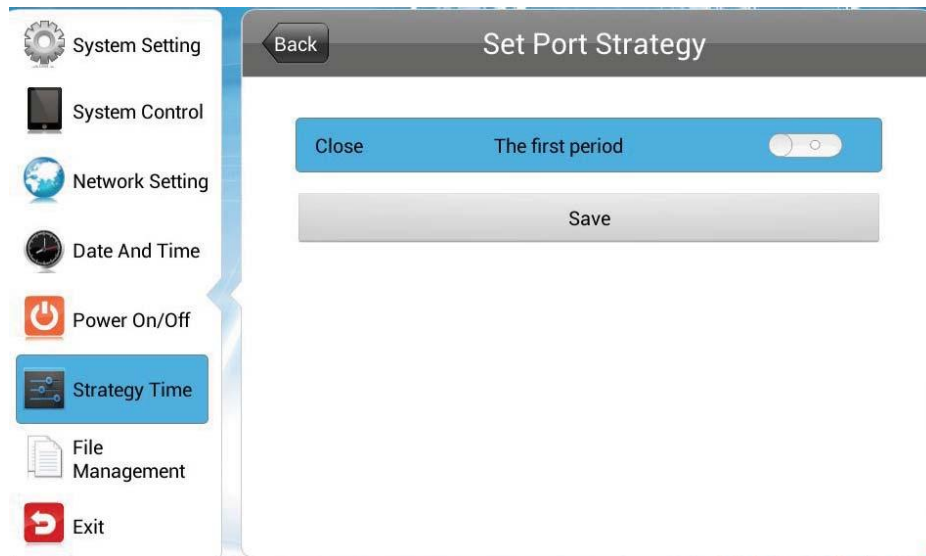 System Setting
System Control
Network Setting
Date And Time
Power On/Off
Strategy Time
File
Management
Exit
Back
Set Port Strategy
Close The first period
Save